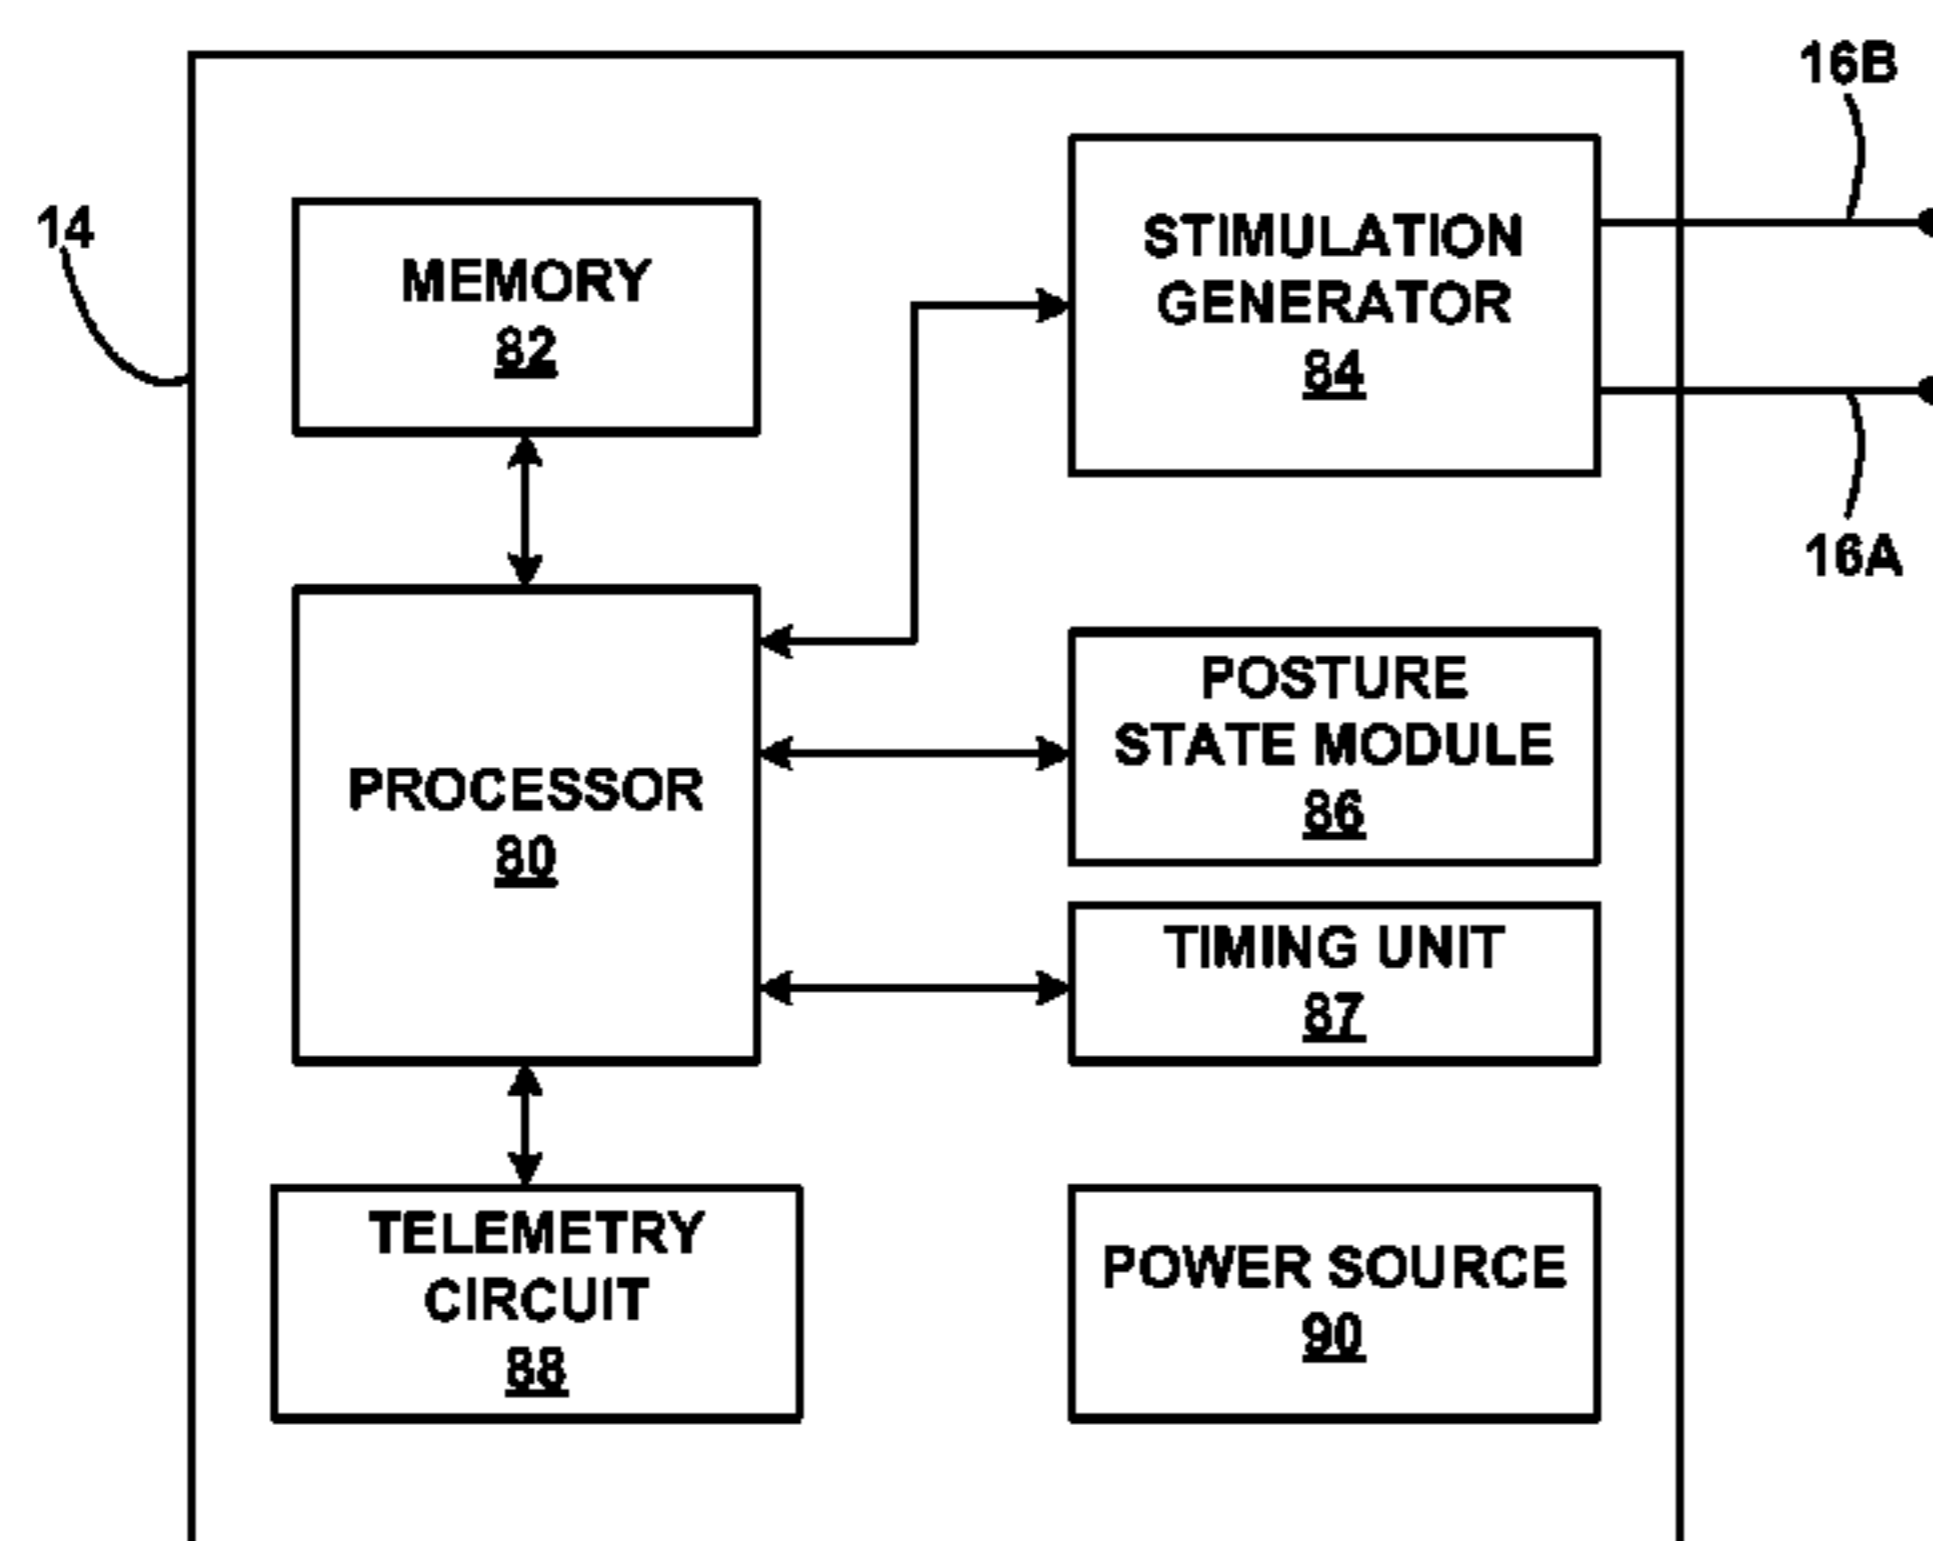 16B
14
MEMORY
82
STIMULATION
GENERATOR
84
16A
PROCESSOR
80
POSTURE
STATE MODULE
86
TIMING UNIT
87
TELEMETRY
CIRCUIT
88
POWER SOURCE
90